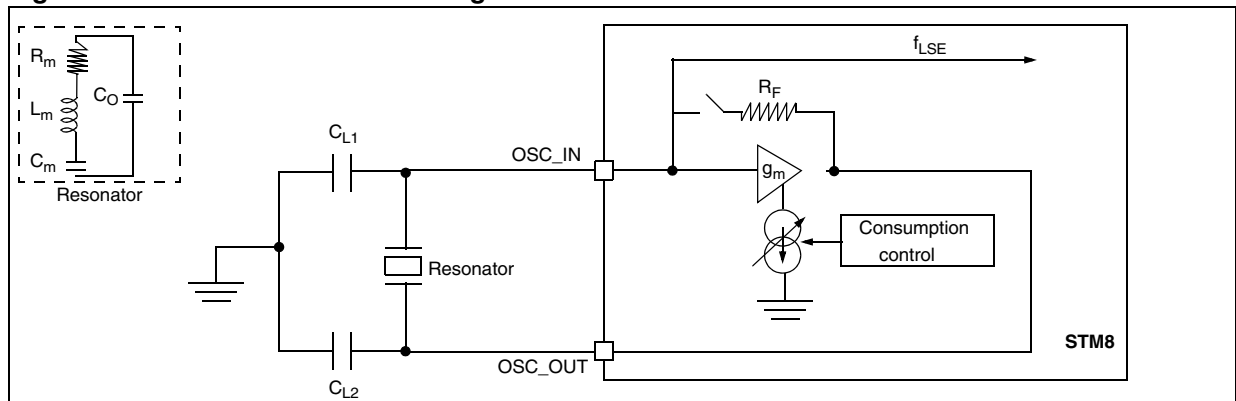 R_m
L_m
C_O
C_m
Resonator
C_L1
C_L2
Resonator
OSC_IN
OSC_OUT
f_LSE
R_F
g_m
Consumption
control
STM8